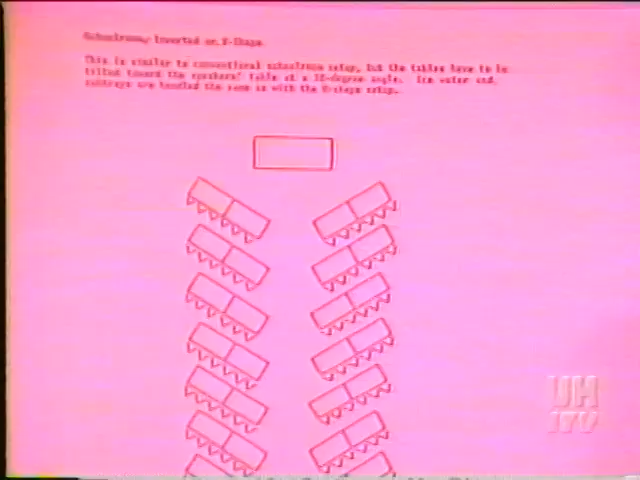 Schoolroom, Inverted or V-Shape
This is similar to conventional schoolroom setup, but the tables have to be
tilted toward the speakers' table at a 30-degree angle. Ice water and
ashtrays are handled the same as with the U-shape setup.
UH
ITV